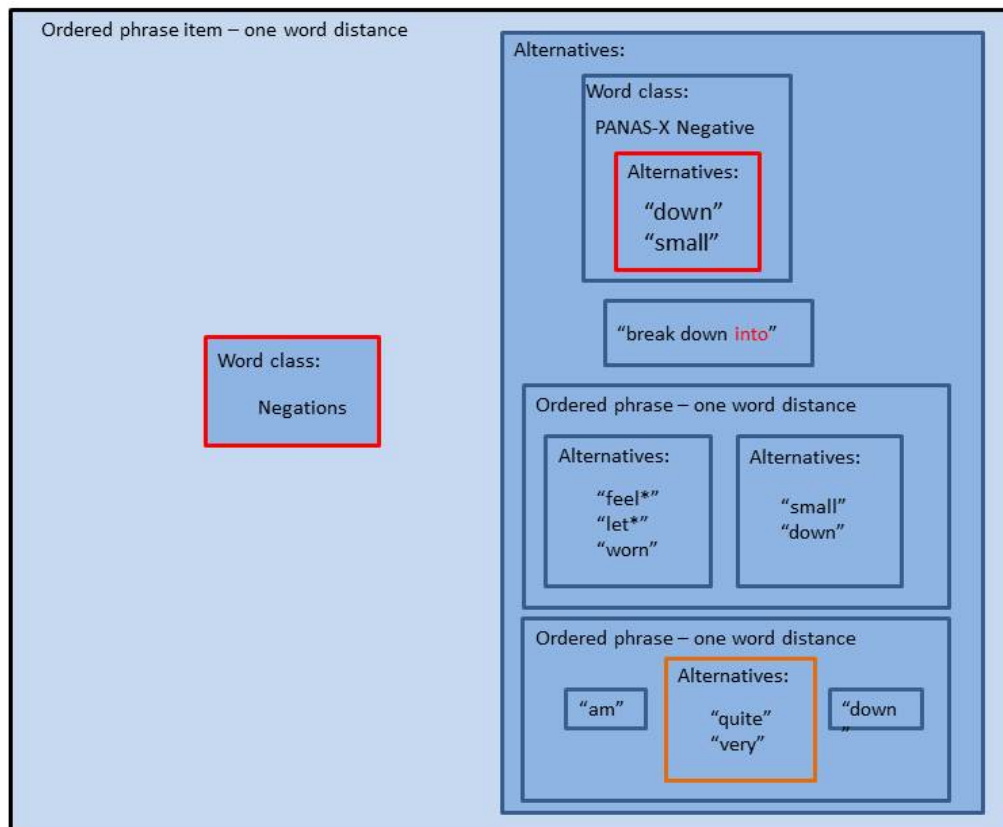 Ordered phrase item – one word distance
Alternatives:
Word class:
PANAS-X Negative
Alternatives:
“down”
“small”
“break down into”
Word class:
Negations
Ordered phrase – one word distance
Alternatives:
“feel*”
“let*”
“worn”
Alternatives:
“small”
“down”
Ordered phrase – one word distance
“am”
Alternatives:
“quite”
“very”
“down
”